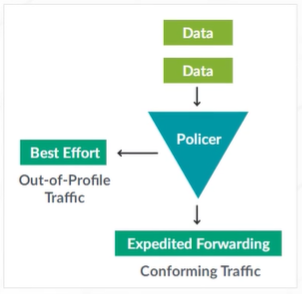 Data
Data
Policer
Best Effort
Out-of-Profile
Traffic
Expedited Forwarding
Conforming Traffic